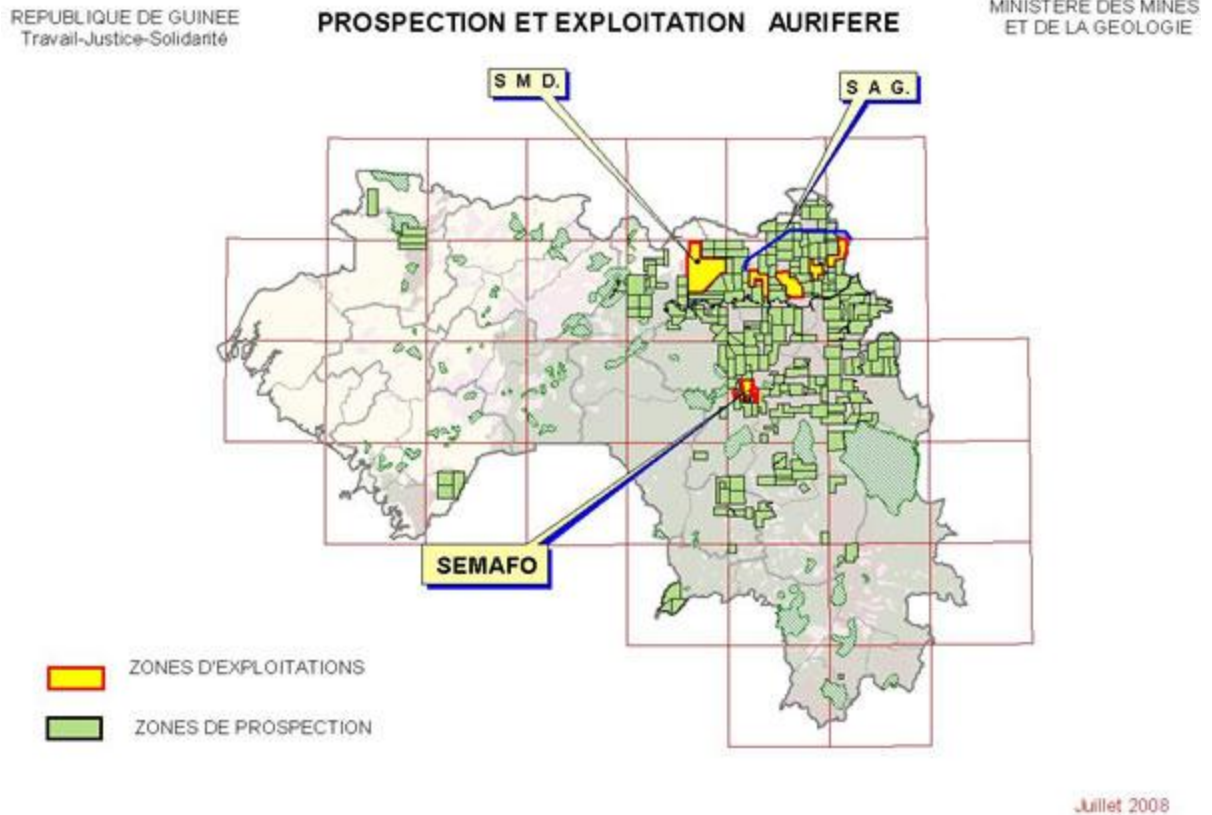 REPUBLIQUE DE GUINEE
Travail-Justice-Solidarité
PROSPECTION ET EXPLOITATION AURIFERE
MINISTERE DES MINES
ET DE LA GEOLOGIE
S M D.
S A G.
SEMAFO
ZONES D'EXPLOITATIONS
ZONES DE PROSPECTION
Juillet 2008